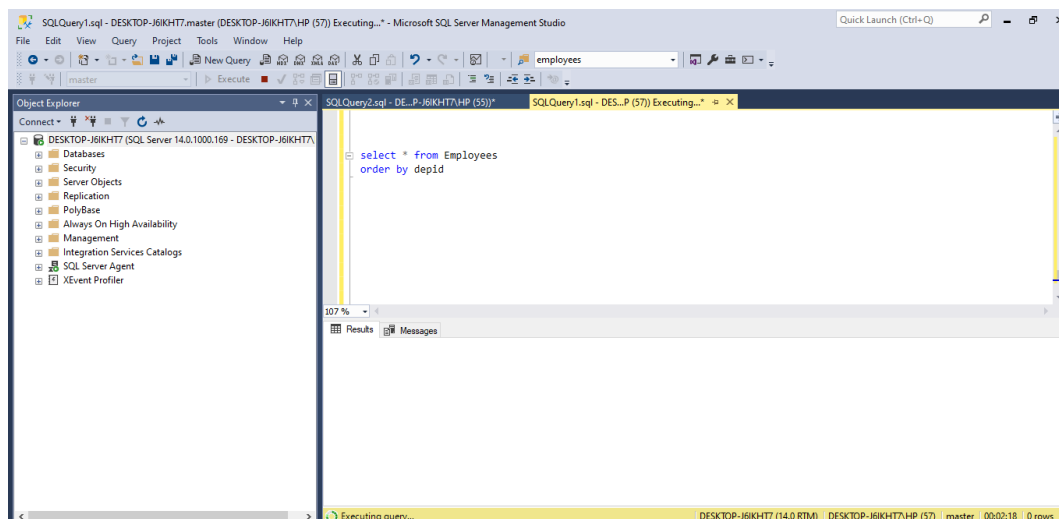 SQLQuery1.sql - DESKTOP-J6IKHT7.master (DESKTOP-J6IKHT7\HP (57)) Executing...* - Microsoft SQL Server Management Studio
Quick Launch (Ctrl+Q)
File Edit View Query Project Tools Window Help
New Query
employees
master
Execute
Object Explorer
SQLQuery2.sql - DE...P-J6IKHT7\HP (55))*
SQLQuery1.sql - DES...P (57)) Executing...*
Connect
DESKTOP-J6IKHT7 (SQL Server 14.0.1000.169 - DESKTOP-J6IKHT7\
Databases
Security
Server Objects
Replication
PolyBase
Always On High Availability
Management
Integration Services Catalogs
SQL Server Agent
XEvent Profiler
select * from Employees
order by depid
107 %
Results
Messages
Executing query...
DESKTOP-J6IKHT7 (14.0 RTM)
DESKTOP-J6IKHT7\HP (57)
master
00:02:18
0 rows